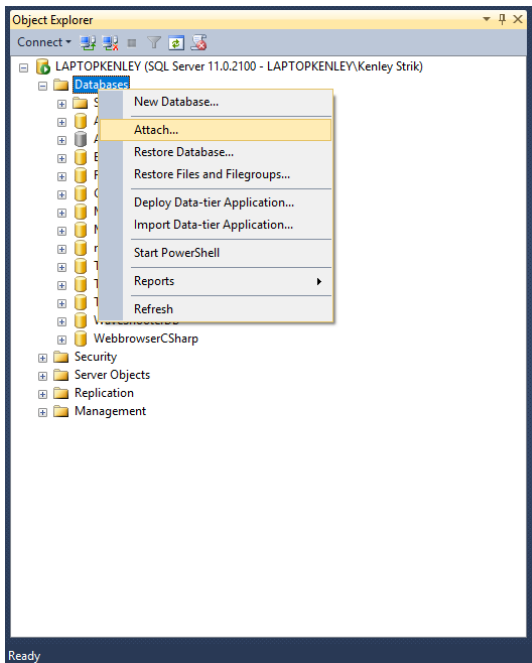 Object Explorer
Connect
LAPTOPKENLEY (SQL Server 11.0.2100 - LAPTOPKENLEY\Kenley Strik)
Databases
New Database...
Attach...
Restore Database...
Restore Files and Filegroups...
Deploy Data-tier Application...
Import Data-tier Application...
Start PowerShell
Reports
Refresh
WebbrowserCSharp
Security
Server Objects
Replication
Management
Ready